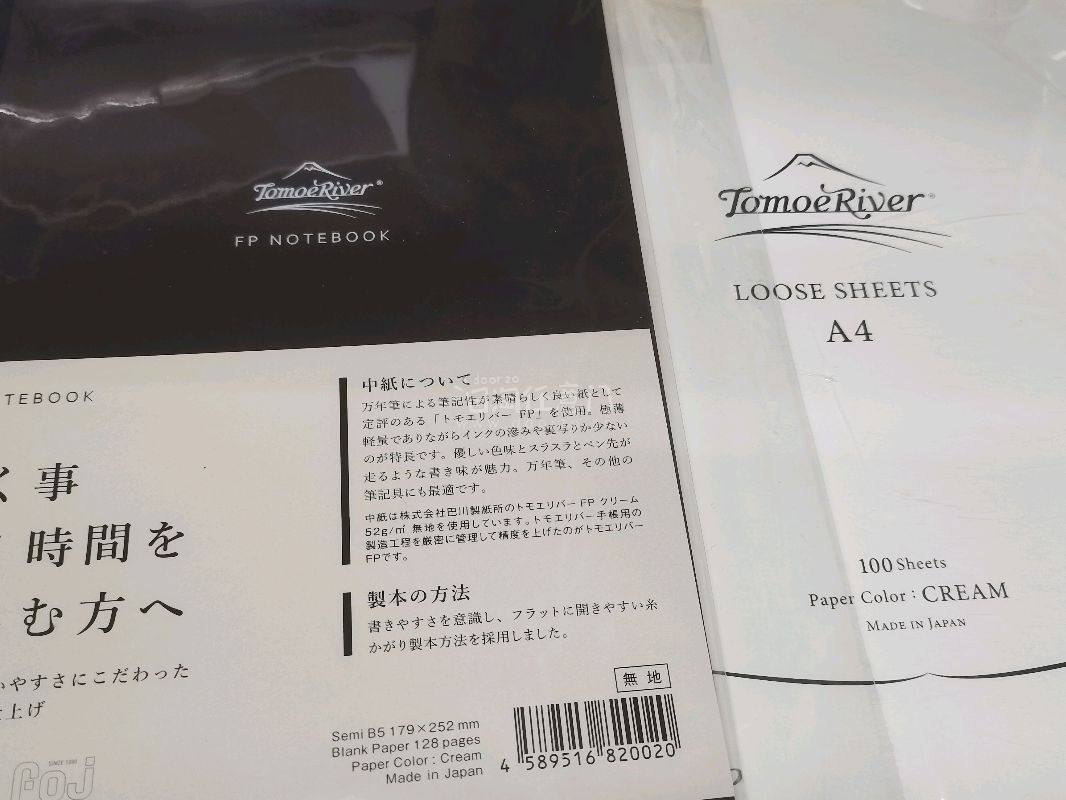 TomoeRiver®
FP NOTEBOOK
TEBOOK
く事
時間を
む方へ
いやすさにこだわった
上げ
SINCE 1980
中紙について
万年筆による筆記性が素晴らしく良い紙として
定評のある「トモエリバー FP」を使用。極薄
軽量でありながらインクの滲みや裏写りが少ない
のが特長です。優しい色味とスラスラとペン先が
走るような書き味が魅力。万年筆、その他の
筆記具にも最適です。
中紙は株式会社巴川製紙所のトモエリバー FP クリーム
52g/㎡ 無地を使用しています。トモエリバー手帳用の
製造工程を厳密に管理して精度を上げたのがトモエリバー
FPです。
製本の方法
書きやすさを意識し、フラットに開きやすい糸
かがり製本方法を採用しました。
無地
Semi B5 179×252 mm
Blank Paper 128 pages
Paper Color : Cream
Made in Japan
4 589516 820020
TomoeRiver®
LOOSE SHEETS
A4
100 Sheets
Paper Color : CREAM
MADE IN JAPAN
doorzo